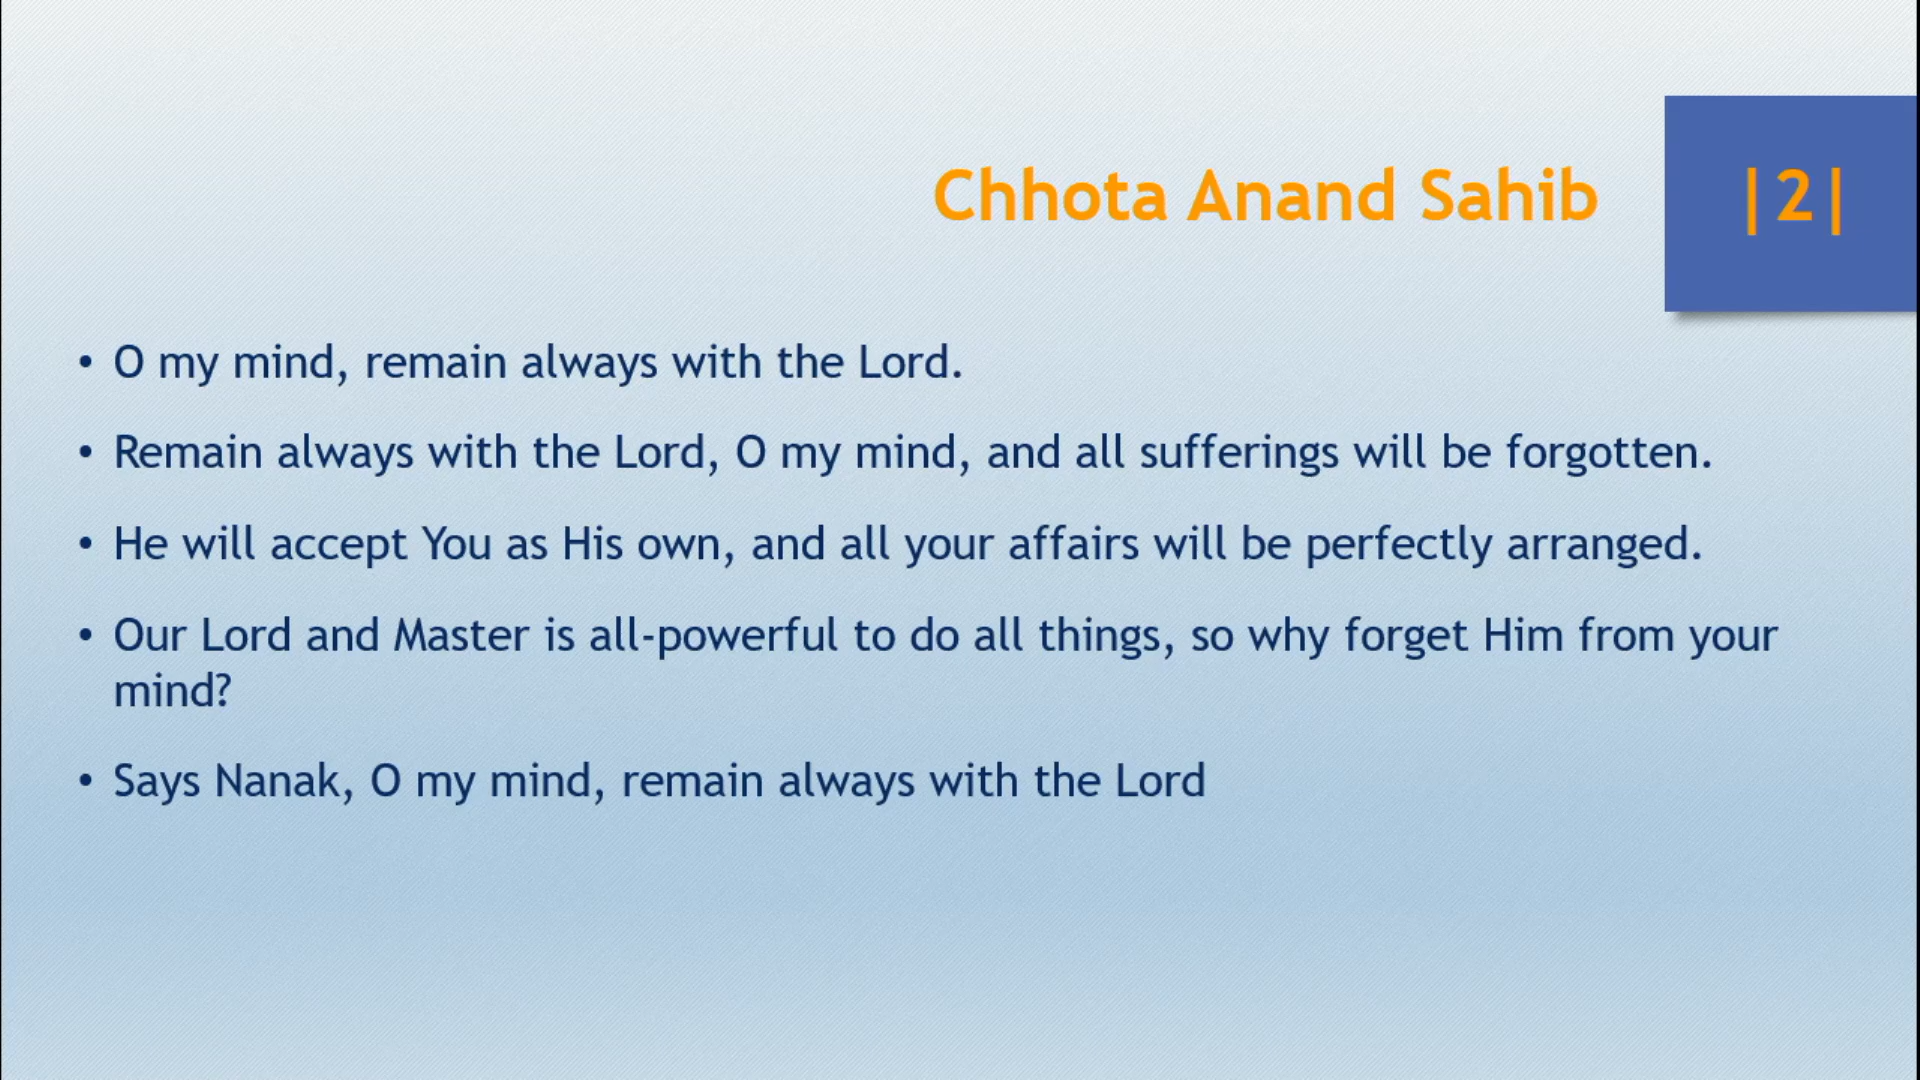 Chhota Anand Sahib
|2|
• O my mind, remain always with the Lord.
• Remain always with the Lord, O my mind, and all sufferings will be forgotten.
• He will accept You as His own, and all your affairs will be perfectly arranged.
• Our Lord and Master is all-powerful to do all things, so why forget Him from your
mind?
• Says Nanak, O my mind, remain always with the Lord